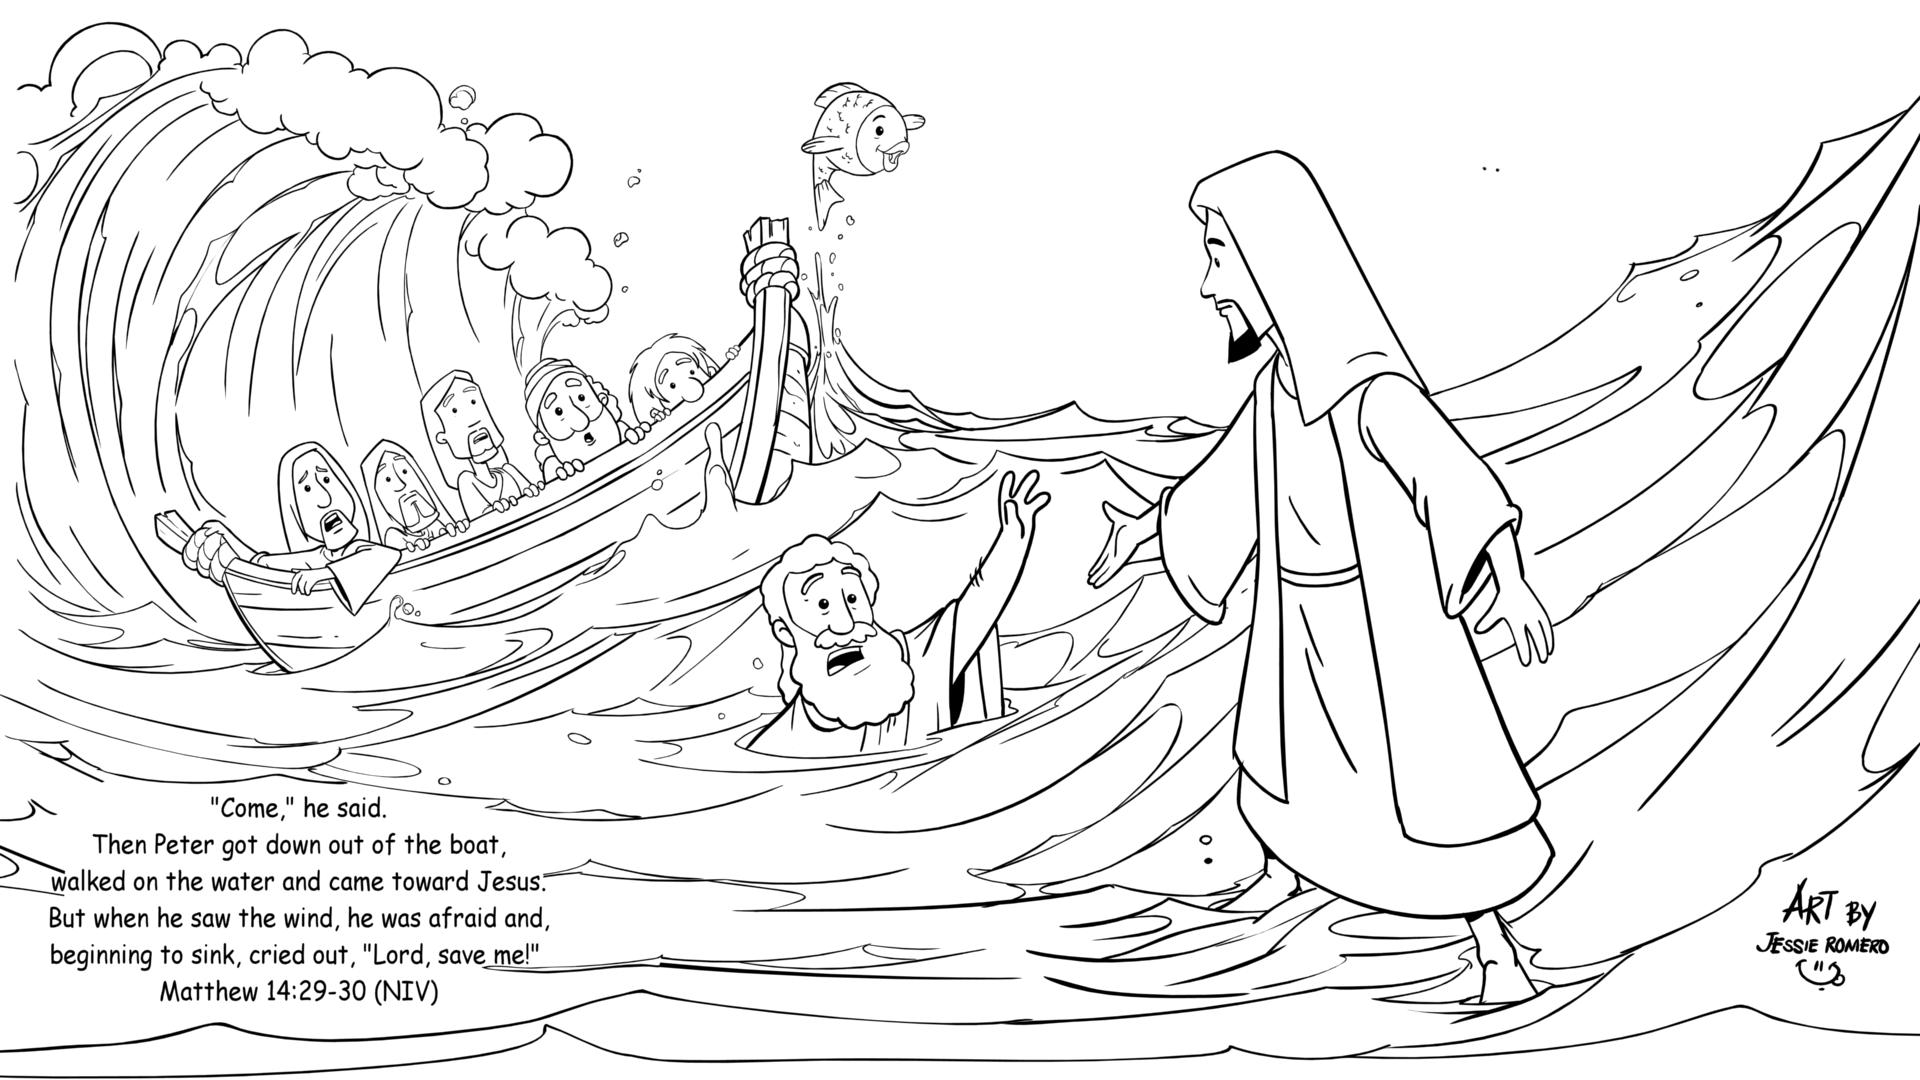 "Come," he said.
Then Peter got down out of the boat,
walked on the water and came toward Jesus.
But when he saw the wind, he was afraid and,
beginning to sink, cried out, "Lord, save me!"
Matthew 14:29-30 (NIV)
ART BY
JESSIE ROMERO